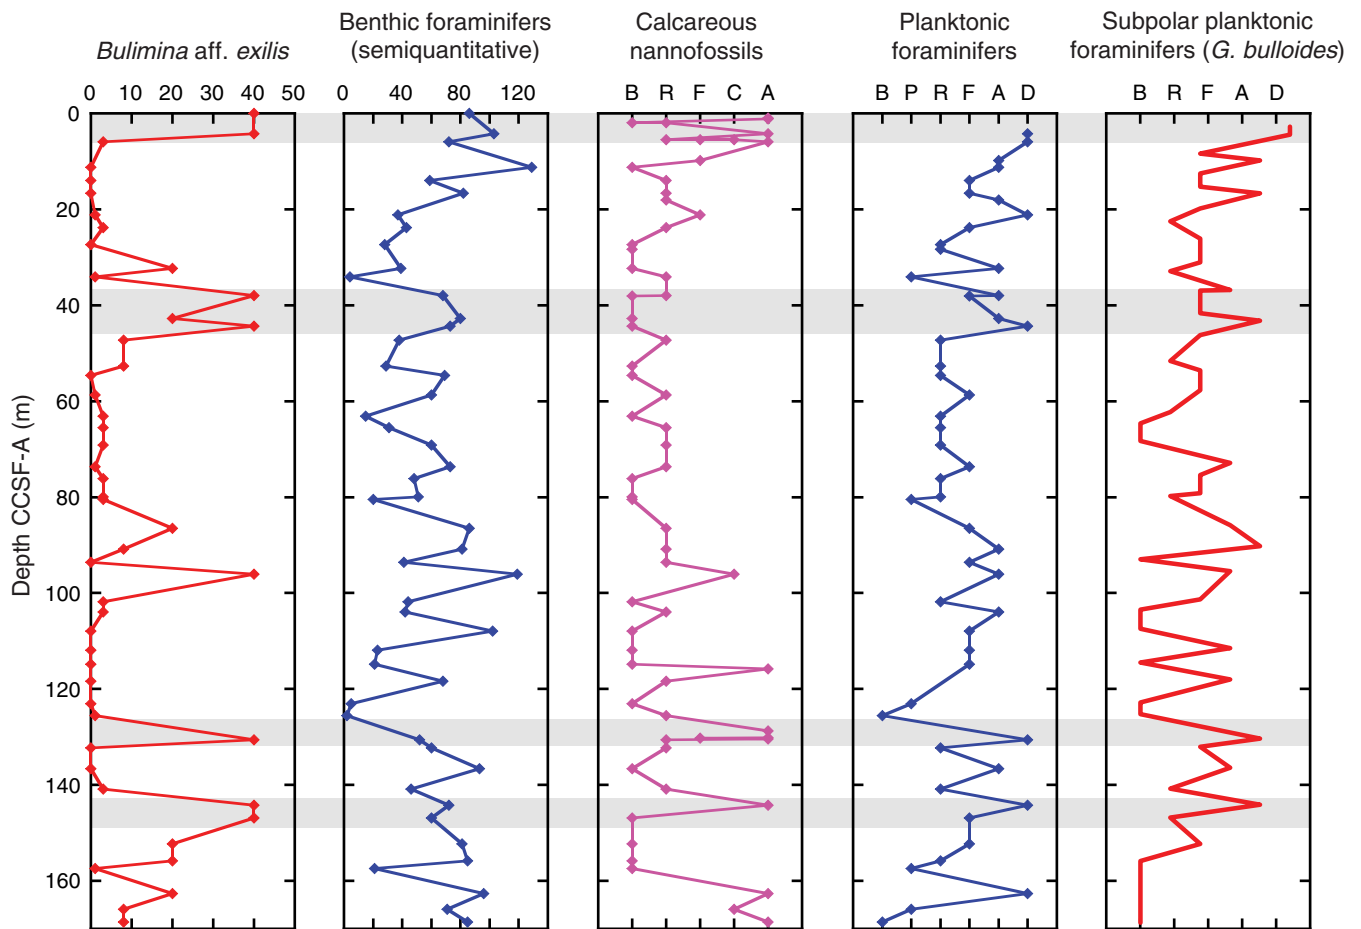 Bulimina aff. exilis
Benthic foraminifers
(semiquantitative)
Calcareous
nannofossils
Planktonic
foraminifers
Subpolar planktonic
foraminifers (G. bulloides)
0 10 20 30 40 50
0 40 80 120
B R F C A
B P R F A D
B R F A D
Depth CCSF-A (m)
0
20
40
60
80
100
120
140
160